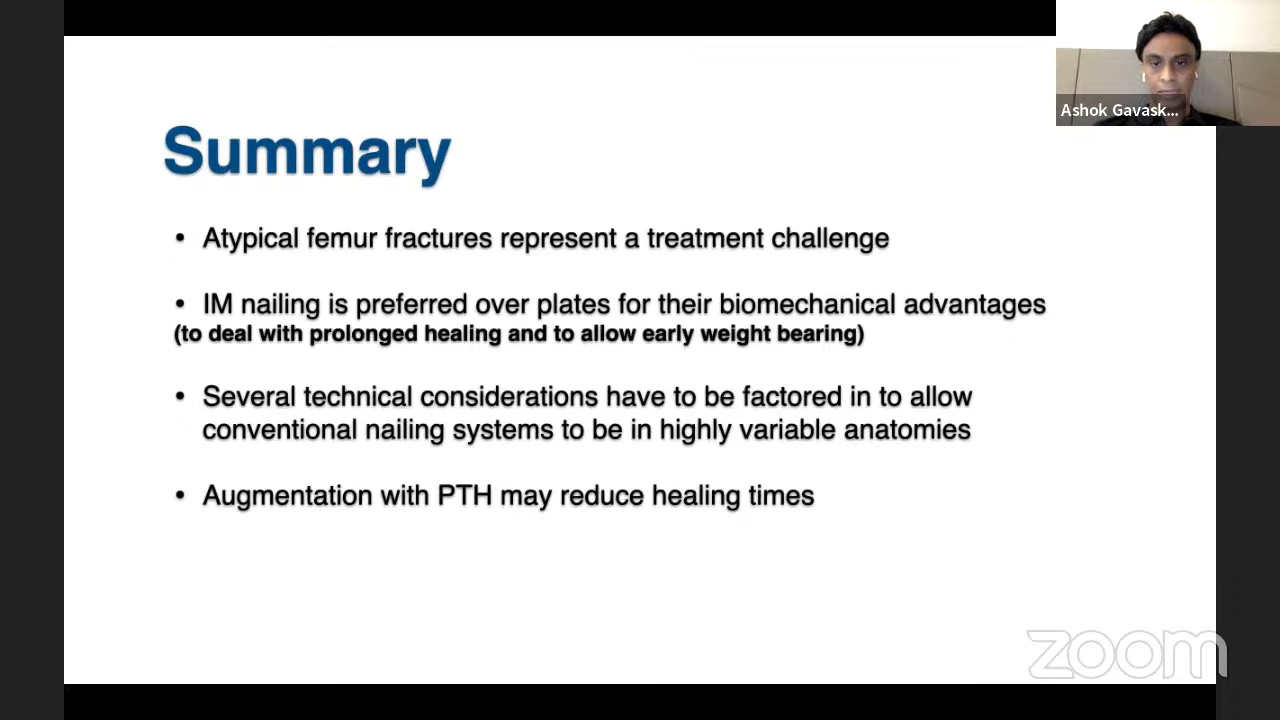 Ashok Gavask...
Summary
• Atypical femur fractures represent a treatment challenge
• IM nailing is preferred over plates for their biomechanical advantages
(to deal with prolonged healing and to allow early weight bearing)
• Several technical considerations have to be factored in to allow
conventional nailing systems to be in highly variable anatomies
• Augmentation with PTH may reduce healing times
zoom